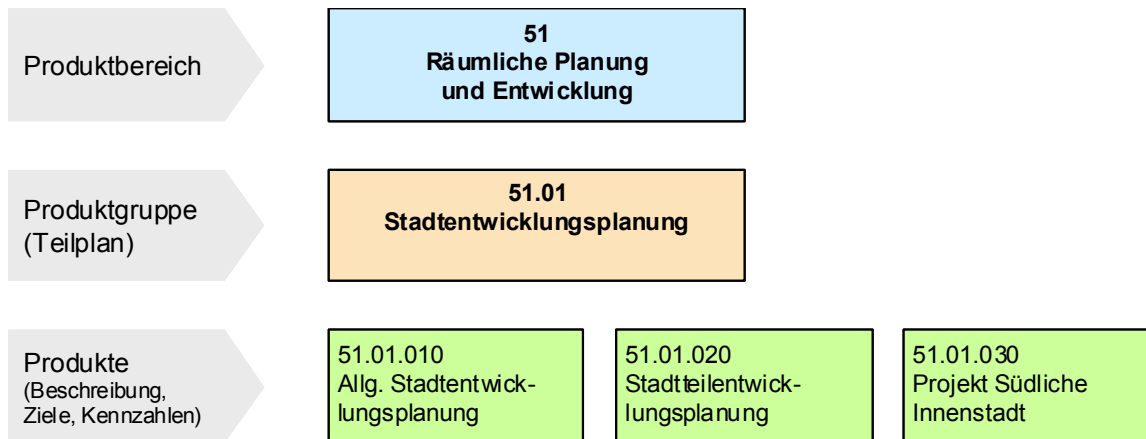 Produktbereich
51
Räumliche Planung
und Entwicklung
Produktgruppe
(Teilplan)
51.01
Stadtentwicklungsplanung
Produkte
(Beschreibung,
Ziele, Kennzahlen)
51.01.010
Allg. Stadtentwick-
lungsplanung
51.01.020
Stadtteilentwick-
lungsplanung
51.01.030
Projekt Südliche
Innenstadt